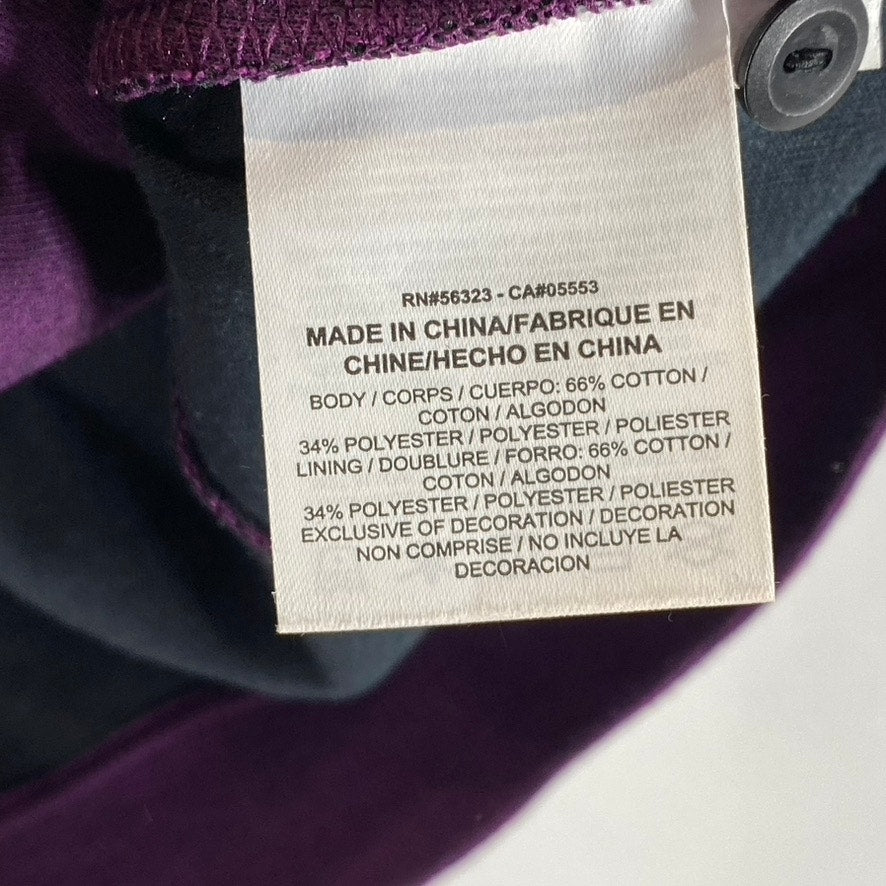 RN#56323 - CA#05553
MADE IN CHINA/FABRIQUE EN
CHINE/HECHO EN CHINA
BODY / CORPS / CUERPO: 66% COTTON /
COTON / ALGODON
34% POLYESTER / POLYESTER / POLIESTER
LINING / DOUBLURE / FORRO: 66% COTTON /
COTON / ALGODON
34% POLYESTER / POLYESTER / POLIESTER
EXCLUSIVE OF DECORATION / DECORATION
NON COMPRISE / NO INCLUYE LA
DECORACION